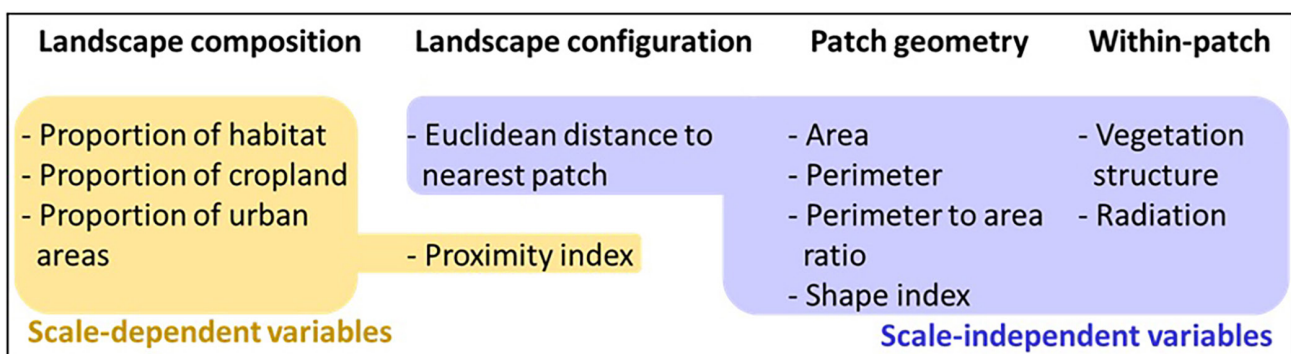 Landscape composition
- Proportion of habitat
- Proportion of cropland
- Proportion of urban
areas
Landscape configuration
- Euclidean distance to
nearest patch
- Proximity index
Patch geometry
- Area
- Perimeter
- Perimeter to area
ratio
- Shape index
Within-patch
- Vegetation
structure
- Radiation
Scale-dependent variables
Scale-independent variables